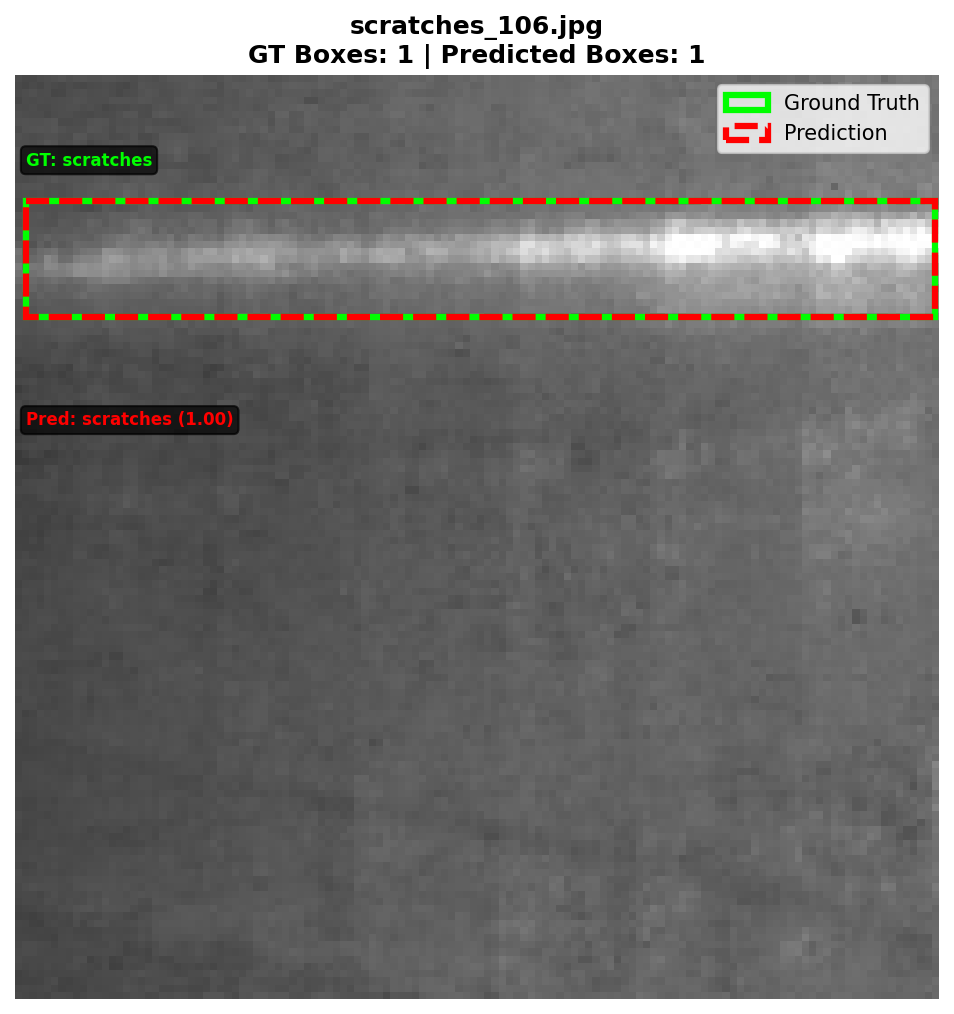 scratches_106.jpg
GT Boxes: 1 | Predicted Boxes: 1
Ground Truth
Prediction
GT: scratches
Pred: scratches (1.00)